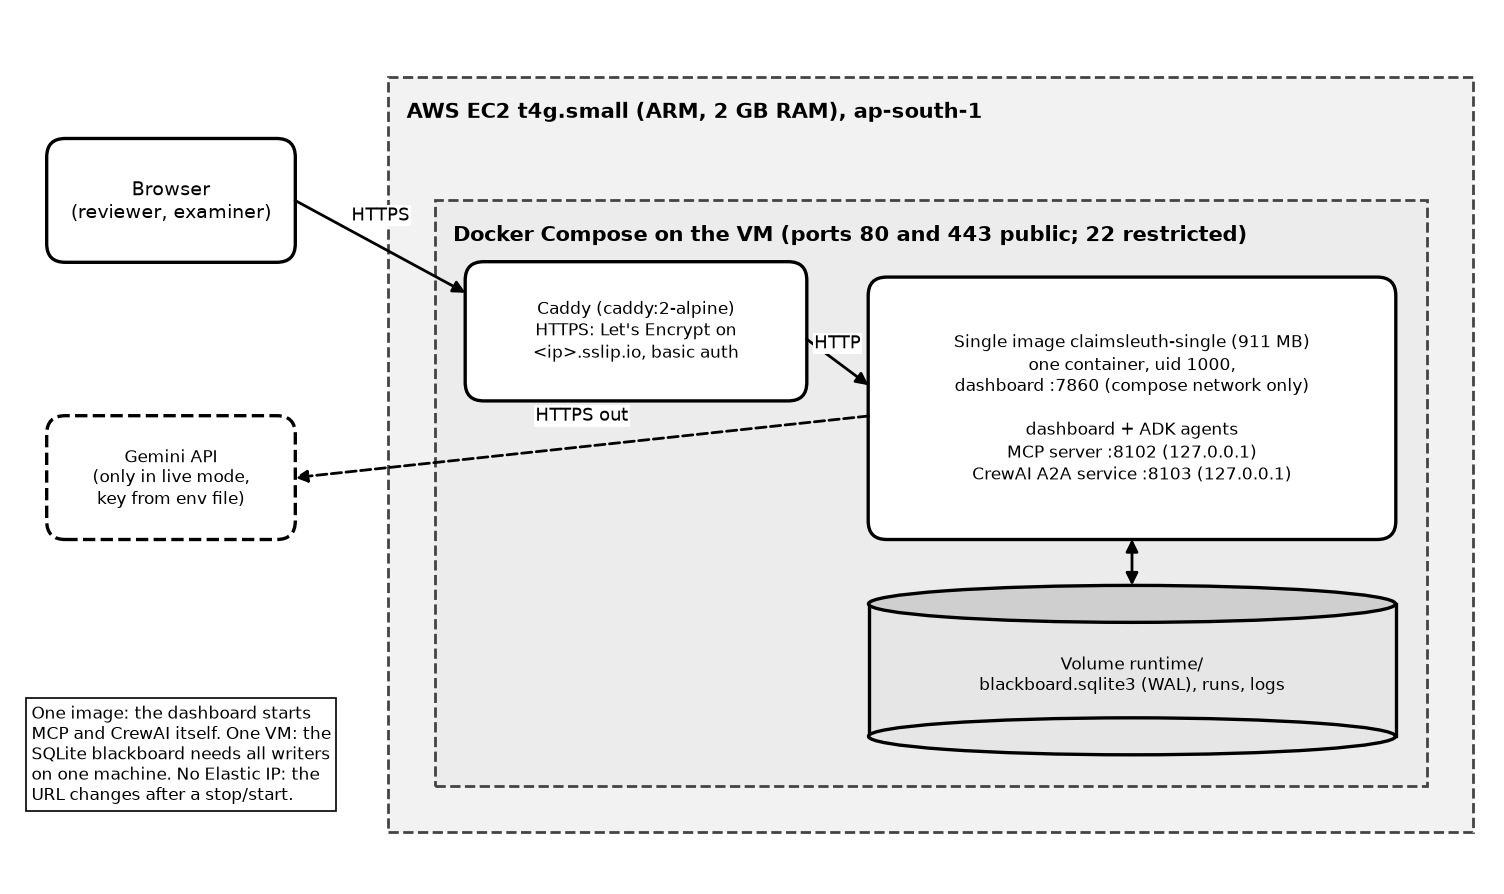 AWS EC2 t4g.small (ARM, 2 GB RAM), ap-south-1
Browser
(reviewer, examiner)
HTTPS
Docker Compose on the VM (ports 80 and 443 public; 22 restricted)
Caddy (caddy:2-alpine)
HTTPS: Let's Encrypt on
<ip>.sslip.io, basic auth
HTTP
Single image claimsleuth-single (911 MB)
one container, uid 1000,
dashboard :7860 (compose network only)
dashboard + ADK agents
MCP server :8102 (127.0.0.1)
CrewAI A2A service :8103 (127.0.0.1)
HTTPS out
Gemini API
(only in live mode,
key from env file)
Volume runtime/
blackboard.sqlite3 (WAL), runs, logs
One image: the dashboard starts
MCP and CrewAI itself. One VM: the
SQLite blackboard needs all writers
on one machine. No Elastic IP: the
URL changes after a stop/start.